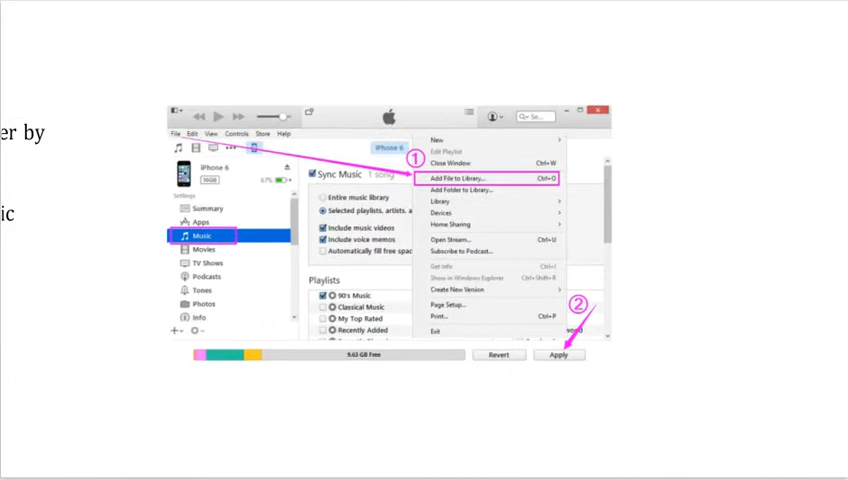 er by
ic
Se...
File Edit View Controls Store Help
iPhone 6
①
iPhone 6
16GB
67%
Settings
Summary
Apps
Music
Movies
TV Shows
Podcasts
Tones
Photos
Info
Sync Music 1 song
Entire music library
Selected playlists, artists, a
Include music videos
Include voice memos
Automatically fill free spac
Playlists
90's Music
Classical Music
My Top Rated
Recently Added
New
Edit Playlist
Close Window Ctrl+W
Add File to Library... Ctrl+O
Add Folder to Library...
Library
Devices
Home Sharing
Open Stream... Ctrl+U
Subscribe to Podcast...
Get Info Ctrl+I
Show in Windows Explorer Ctrl+Shift+R
Create New Version
Page Setup...
Print... Ctrl+P
Exit
②
9.63 GB Free
Revert
Apply